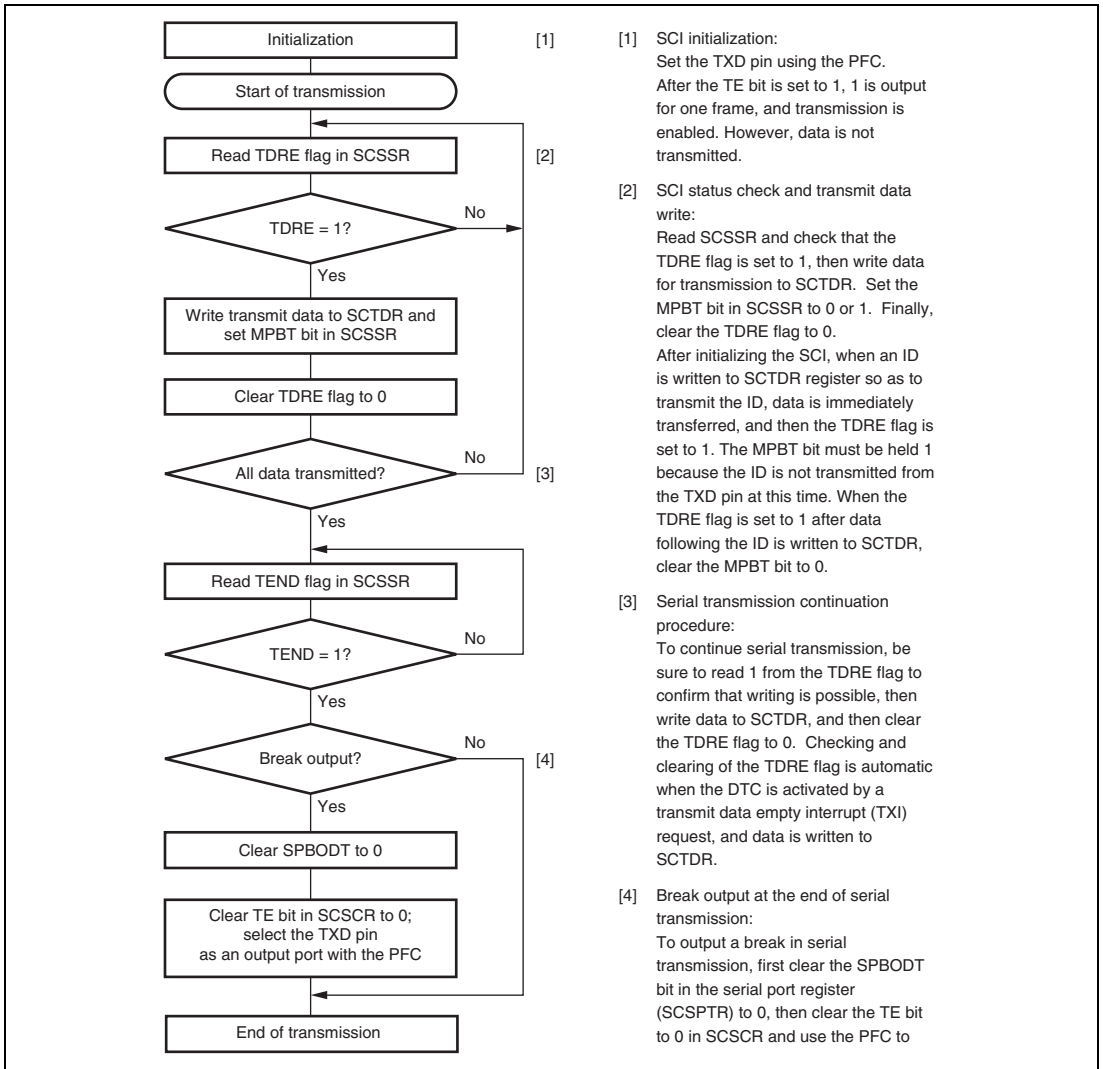 Initialization
[1]
Start of transmission
Read TDRE flag in SCSSR
[2]
TDRE = 1?
No
Yes
Write transmit data to SCTDR and
set MPBT bit in SCSSR
Clear TDRE flag to 0
All data transmitted?
No
[3]
Yes
Read TEND flag in SCSSR
TEND = 1?
No
Yes
Break output?
No
[4]
Yes
Clear SPBODT to 0
Clear TE bit in SCSCR to 0;
select the TXD pin
as an output port with the PFC
End of transmission
[1] SCI initialization:
Set the TXD pin using the PFC.
After the TE bit is set to 1, 1 is output
for one frame, and transmission is
enabled. However, data is not
transmitted.
[2] SCI status check and transmit data
write:
Read SCSSR and check that the
TDRE flag is set to 1, then write data
for transmission to SCTDR. Set the
MPBT bit in SCSSR to 0 or 1. Finally,
clear the TDRE flag to 0.
After initializing the SCI, when an ID
is written to SCTDR register so as to
transmit the ID, data is immediately
transferred, and then the TDRE flag is
set to 1. The MPBT bit must be held 1
because the ID is not transmitted from
the TXD pin at this time. When the
TDRE flag is set to 1 after data
following the ID is written to SCTDR,
clear the MPBT bit to 0.
[3] Serial transmission continuation
procedure:
To continue serial transmission, be
sure to read 1 from the TDRE flag to
confirm that writing is possible, then
write data to SCTDR, and then clear
the TDRE flag to 0. Checking and
clearing of the TDRE flag is automatic
when the DTC is activated by a
transmit data empty interrupt (TXI)
request, and data is written to
SCTDR.
[4] Break output at the end of serial
transmission:
To output a break in serial
transmission, first clear the SPBODT
bit in the serial port register
(SCSPTR) to 0, then clear the TE bit
to 0 in SCSCR and use the PFC to